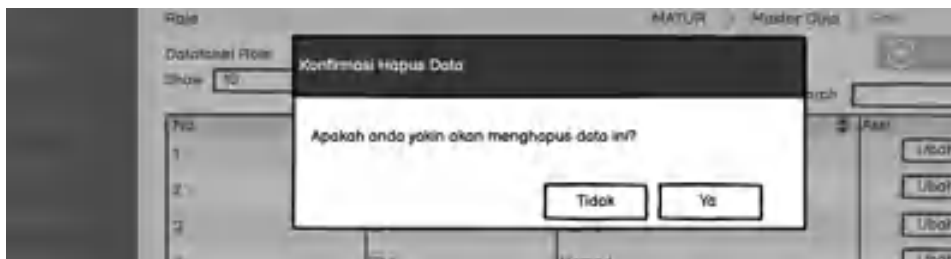 Role
MATUR > Master Data
Datatabel Role
Show 10
Konfirmasi Hapus Data
No.
Apakah anda yakin akan menghapus data ini?
Aksi
1
Ubah
2
Ubah
Tidak
Ya
3
Ubah